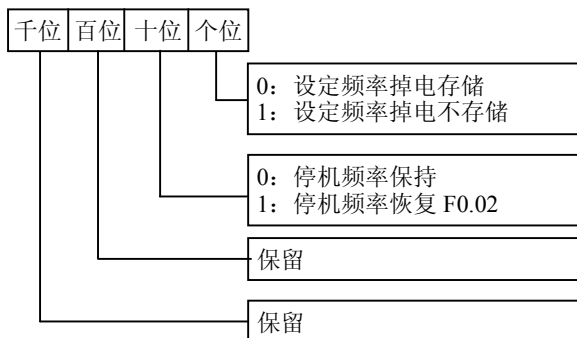 千位 百位 十位 个位
0：设定频率掉电存储
1：设定频率掉电不存储
0：停机频率保持
1：停机频率恢复 F0.02
保留
保留